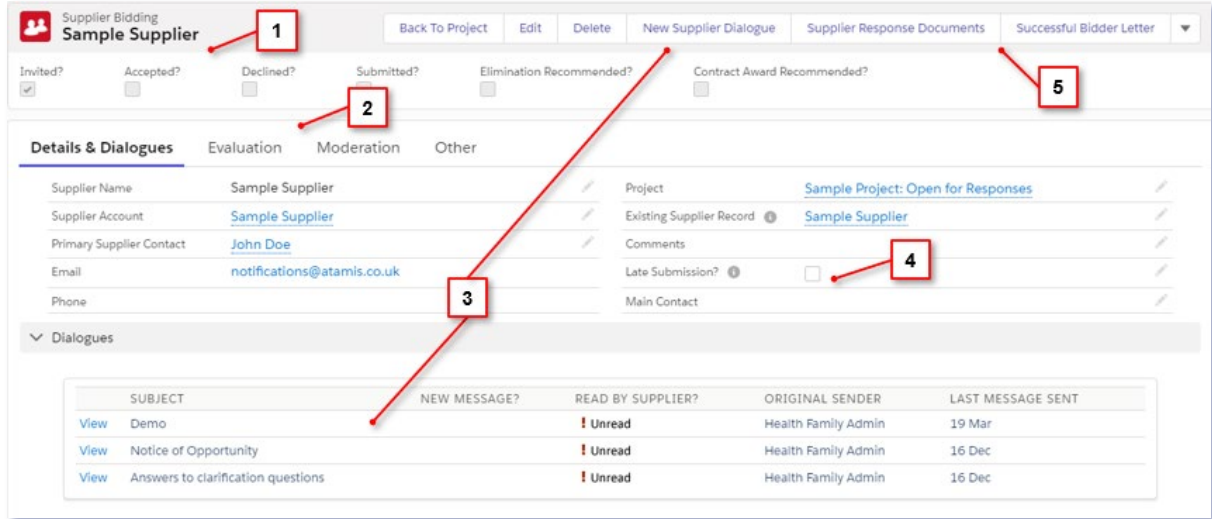 Supplier Bidding
Sample Supplier
1
Back To Project Edit Delete New Supplier Dialogue Supplier Response Documents Successful Bidder Letter
Invited? Accepted? Declined? Submitted? Elimination Recommended? Contract Award Recommended?
5
2
Details & Dialogues Evaluation Moderation Other
Supplier Name Sample Supplier Project Sample Project: Open for Responses
Supplier Account Sample Supplier Existing Supplier Record Sample Supplier
Primary Supplier Contact John Doe Comments
4
Email notifications@atamis.co.uk Late Submission?
3
Phone Main Contact
Dialogues
SUBJECT NEW MESSAGE? READ BY SUPPLIER? ORIGINAL SENDER LAST MESSAGE SENT
View Demo ! Unread Health Family Admin 19 Mar
View Notice of Opportunity ! Unread Health Family Admin 16 Dec
View Answers to clarification questions ! Unread Health Family Admin 16 Dec